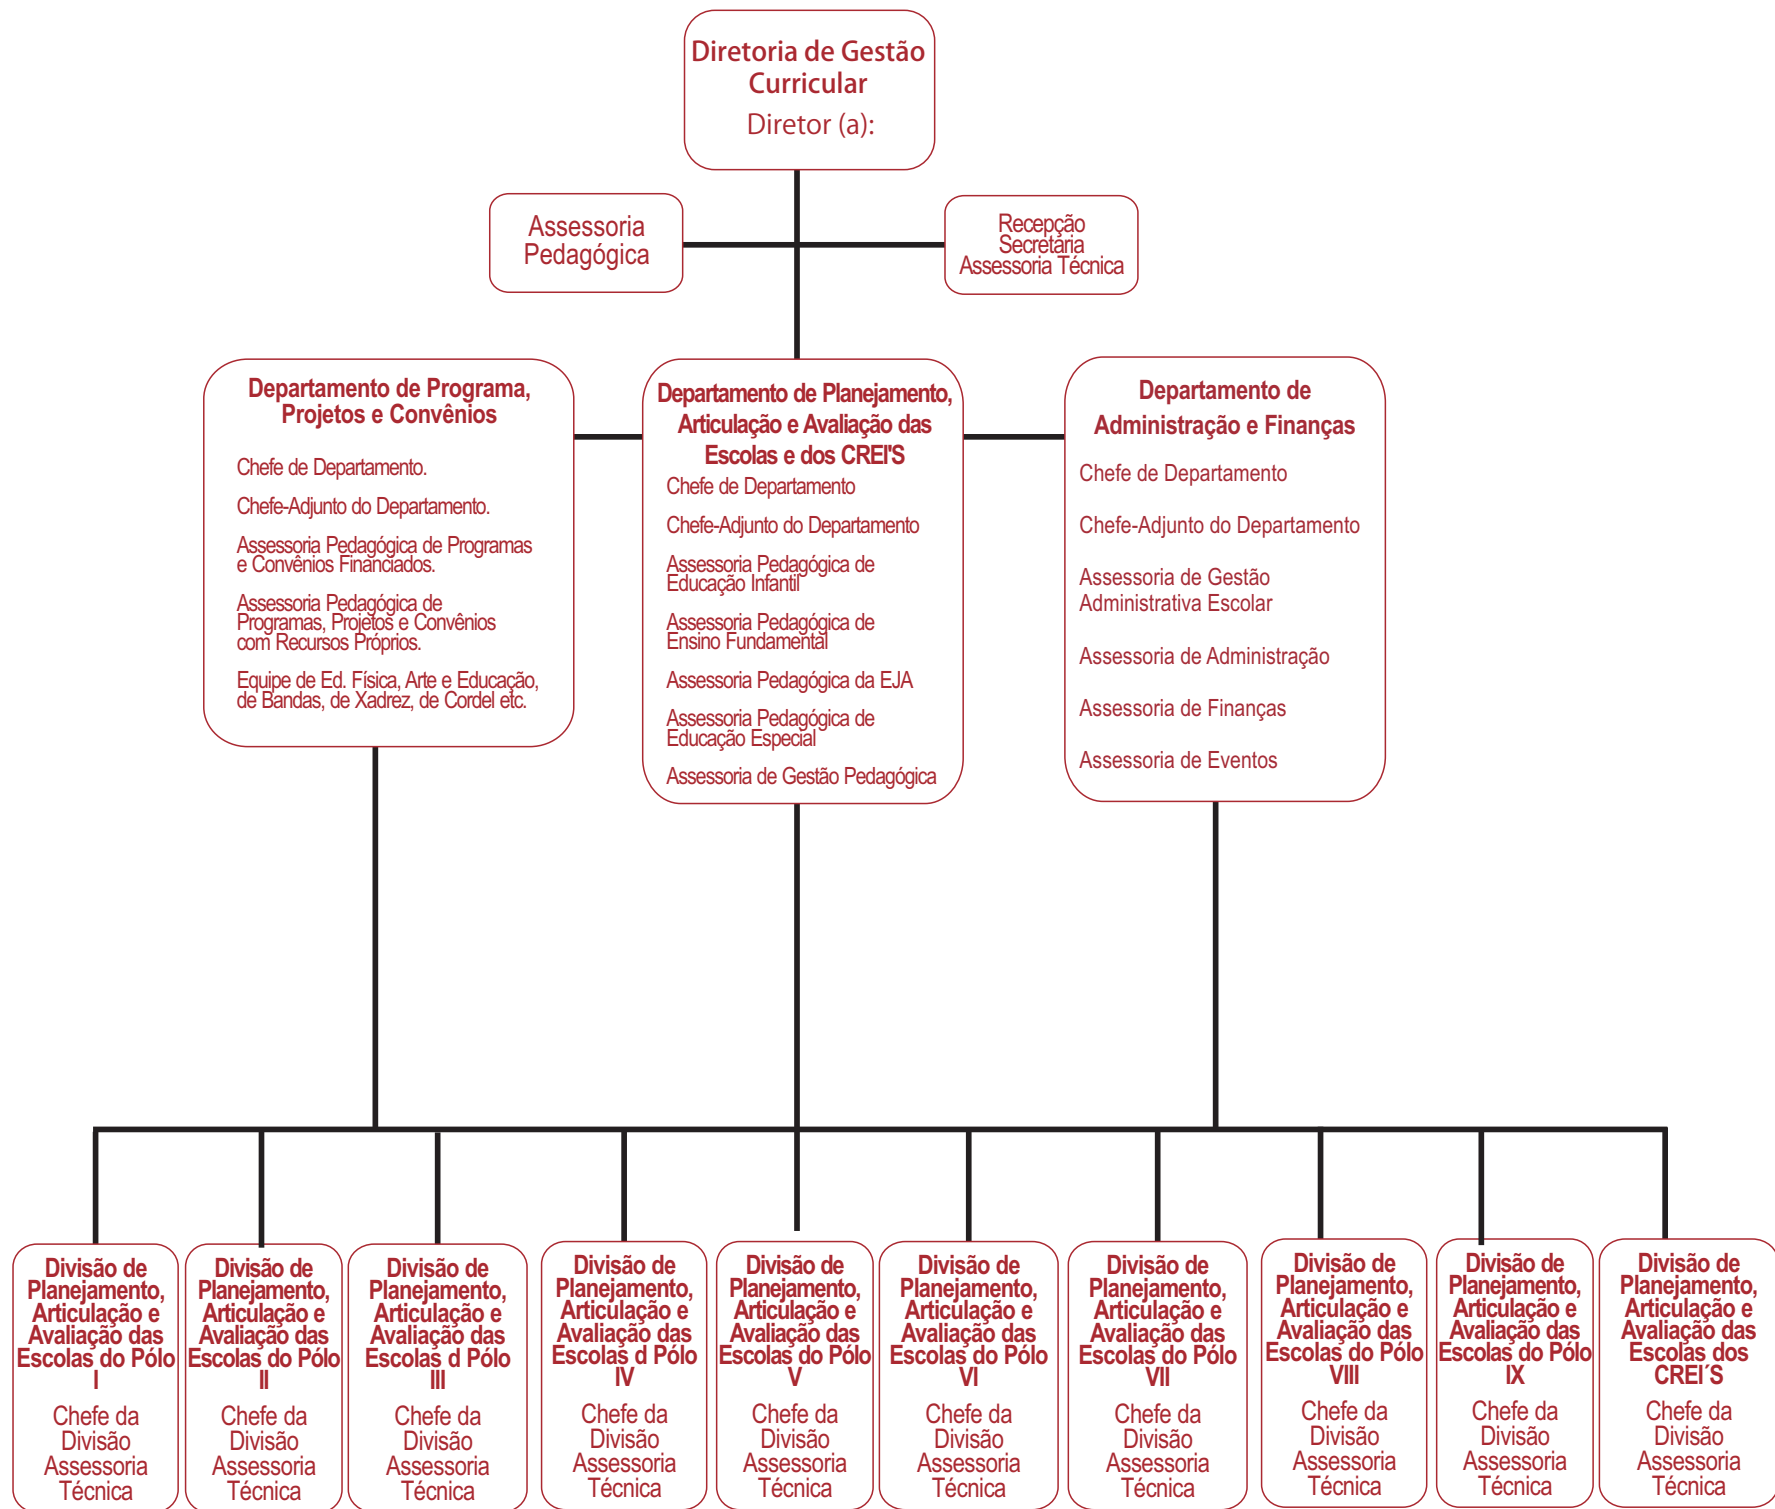 Diretoria de Gestão
Curricular
Diretor (a):
Assessoria
Pedagógica
Recepção
Secretária
Assessoria Técnica
Departamento de Programa,
Projetos e Convênios
Chefe de Departamento.
Chefe-Adjunto do Departamento.
Assessoria Pedagógica de Programas
e Convênios Financiados.
Assessoria Pedagógica de
Programas, Projetos e Convênios
com Recursos Próprios.
Equipe de Ed. Física, Arte e Educação,
de Bandas, de Xadrez, de Cordel etc.
Departamento de Planejamento,
Articulação e Avaliação das
Escolas e dos CREI'S
Chefe de Departamento
Chefe-Adjunto do Departamento
Assessoria Pedagógica de
Educação Infantil
Assessoria Pedagógica de
Ensino Fundamental
Assessoria Pedagógica da EJA
Assessoria Pedagógica de
Educação Especial
Assessoria de Gestão Pedagógica
Departamento de
Administração e Finanças
Chefe de Departamento
Chefe-Adjunto do Departamento
Assessoria de Gestão
Administrativa Escolar
Assessoria de Administração
Assessoria de Finanças
Assessoria de Eventos
Divisão de
Planejamento,
Articulação e
Avaliação das
Escolas do Pólo
I
Chefe da
Divisão
Assessoria
Técnica
Divisão de
Planejamento,
Articulação e
Avaliação das
Escolas do Pólo
II
Chefe da
Divisão
Assessoria
Técnica
Divisão de
Planejamento,
Articulação e
Avaliação das
Escolas d Pólo
III
Chefe da
Divisão
Assessoria
Técnica
Divisão de
Planejamento,
Articulação e
Avaliação das
Escolas d Pólo
IV
Chefe da
Divisão
Assessoria
Técnica
Divisão de
Planejamento,
Articulação e
Avaliação das
Escolas do Pólo
V
Chefe da
Divisão
Assessoria
Técnica
Divisão de
Planejamento,
Articulação e
Avaliação das
Escolas do Pólo
VI
Chefe da
Divisão
Assessoria
Técnica
Divisão de
Planejamento,
Articulação e
Avaliação das
Escolas do Pólo
VII
Chefe da
Divisão
Assessoria
Técnica
Divisão de
Planejamento,
Articulação e
Avaliação das
Escolas do Pólo
VIII
Chefe da
Divisão
Assessoria
Técnica
Divisão de
Planejamento,
Articulação e
Avaliação das
Escolas do Pólo
IX
Chefe da
Divisão
Assessoria
Técnica
Divisão de
Planejamento,
Articulação e
Avaliação das
Escolas dos
CREI´S
Chefe da
Divisão
Assessoria
Técnica